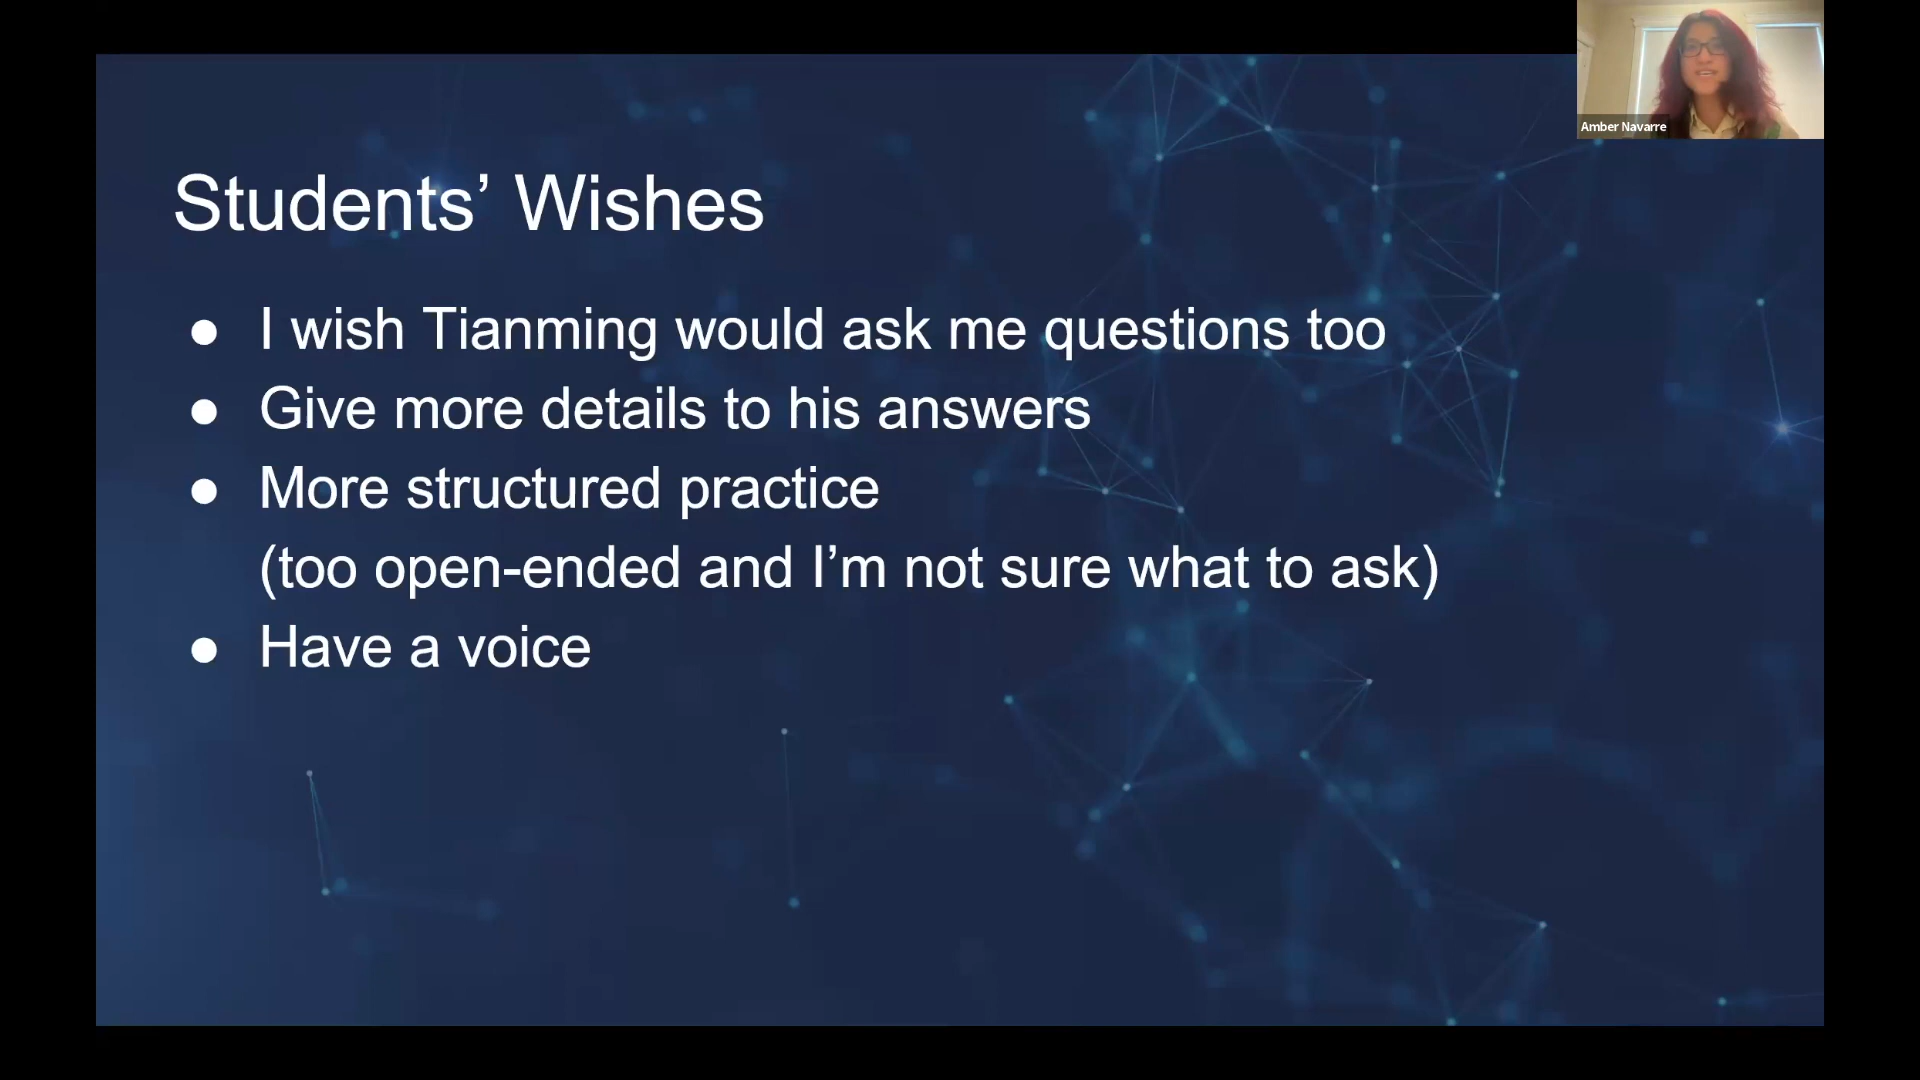 Amber Navarre
Students’ Wishes
● I wish Tianming would ask me questions too
● Give more details to his answers
● More structured practice
(too open-ended and I’m not sure what to ask)
● Have a voice